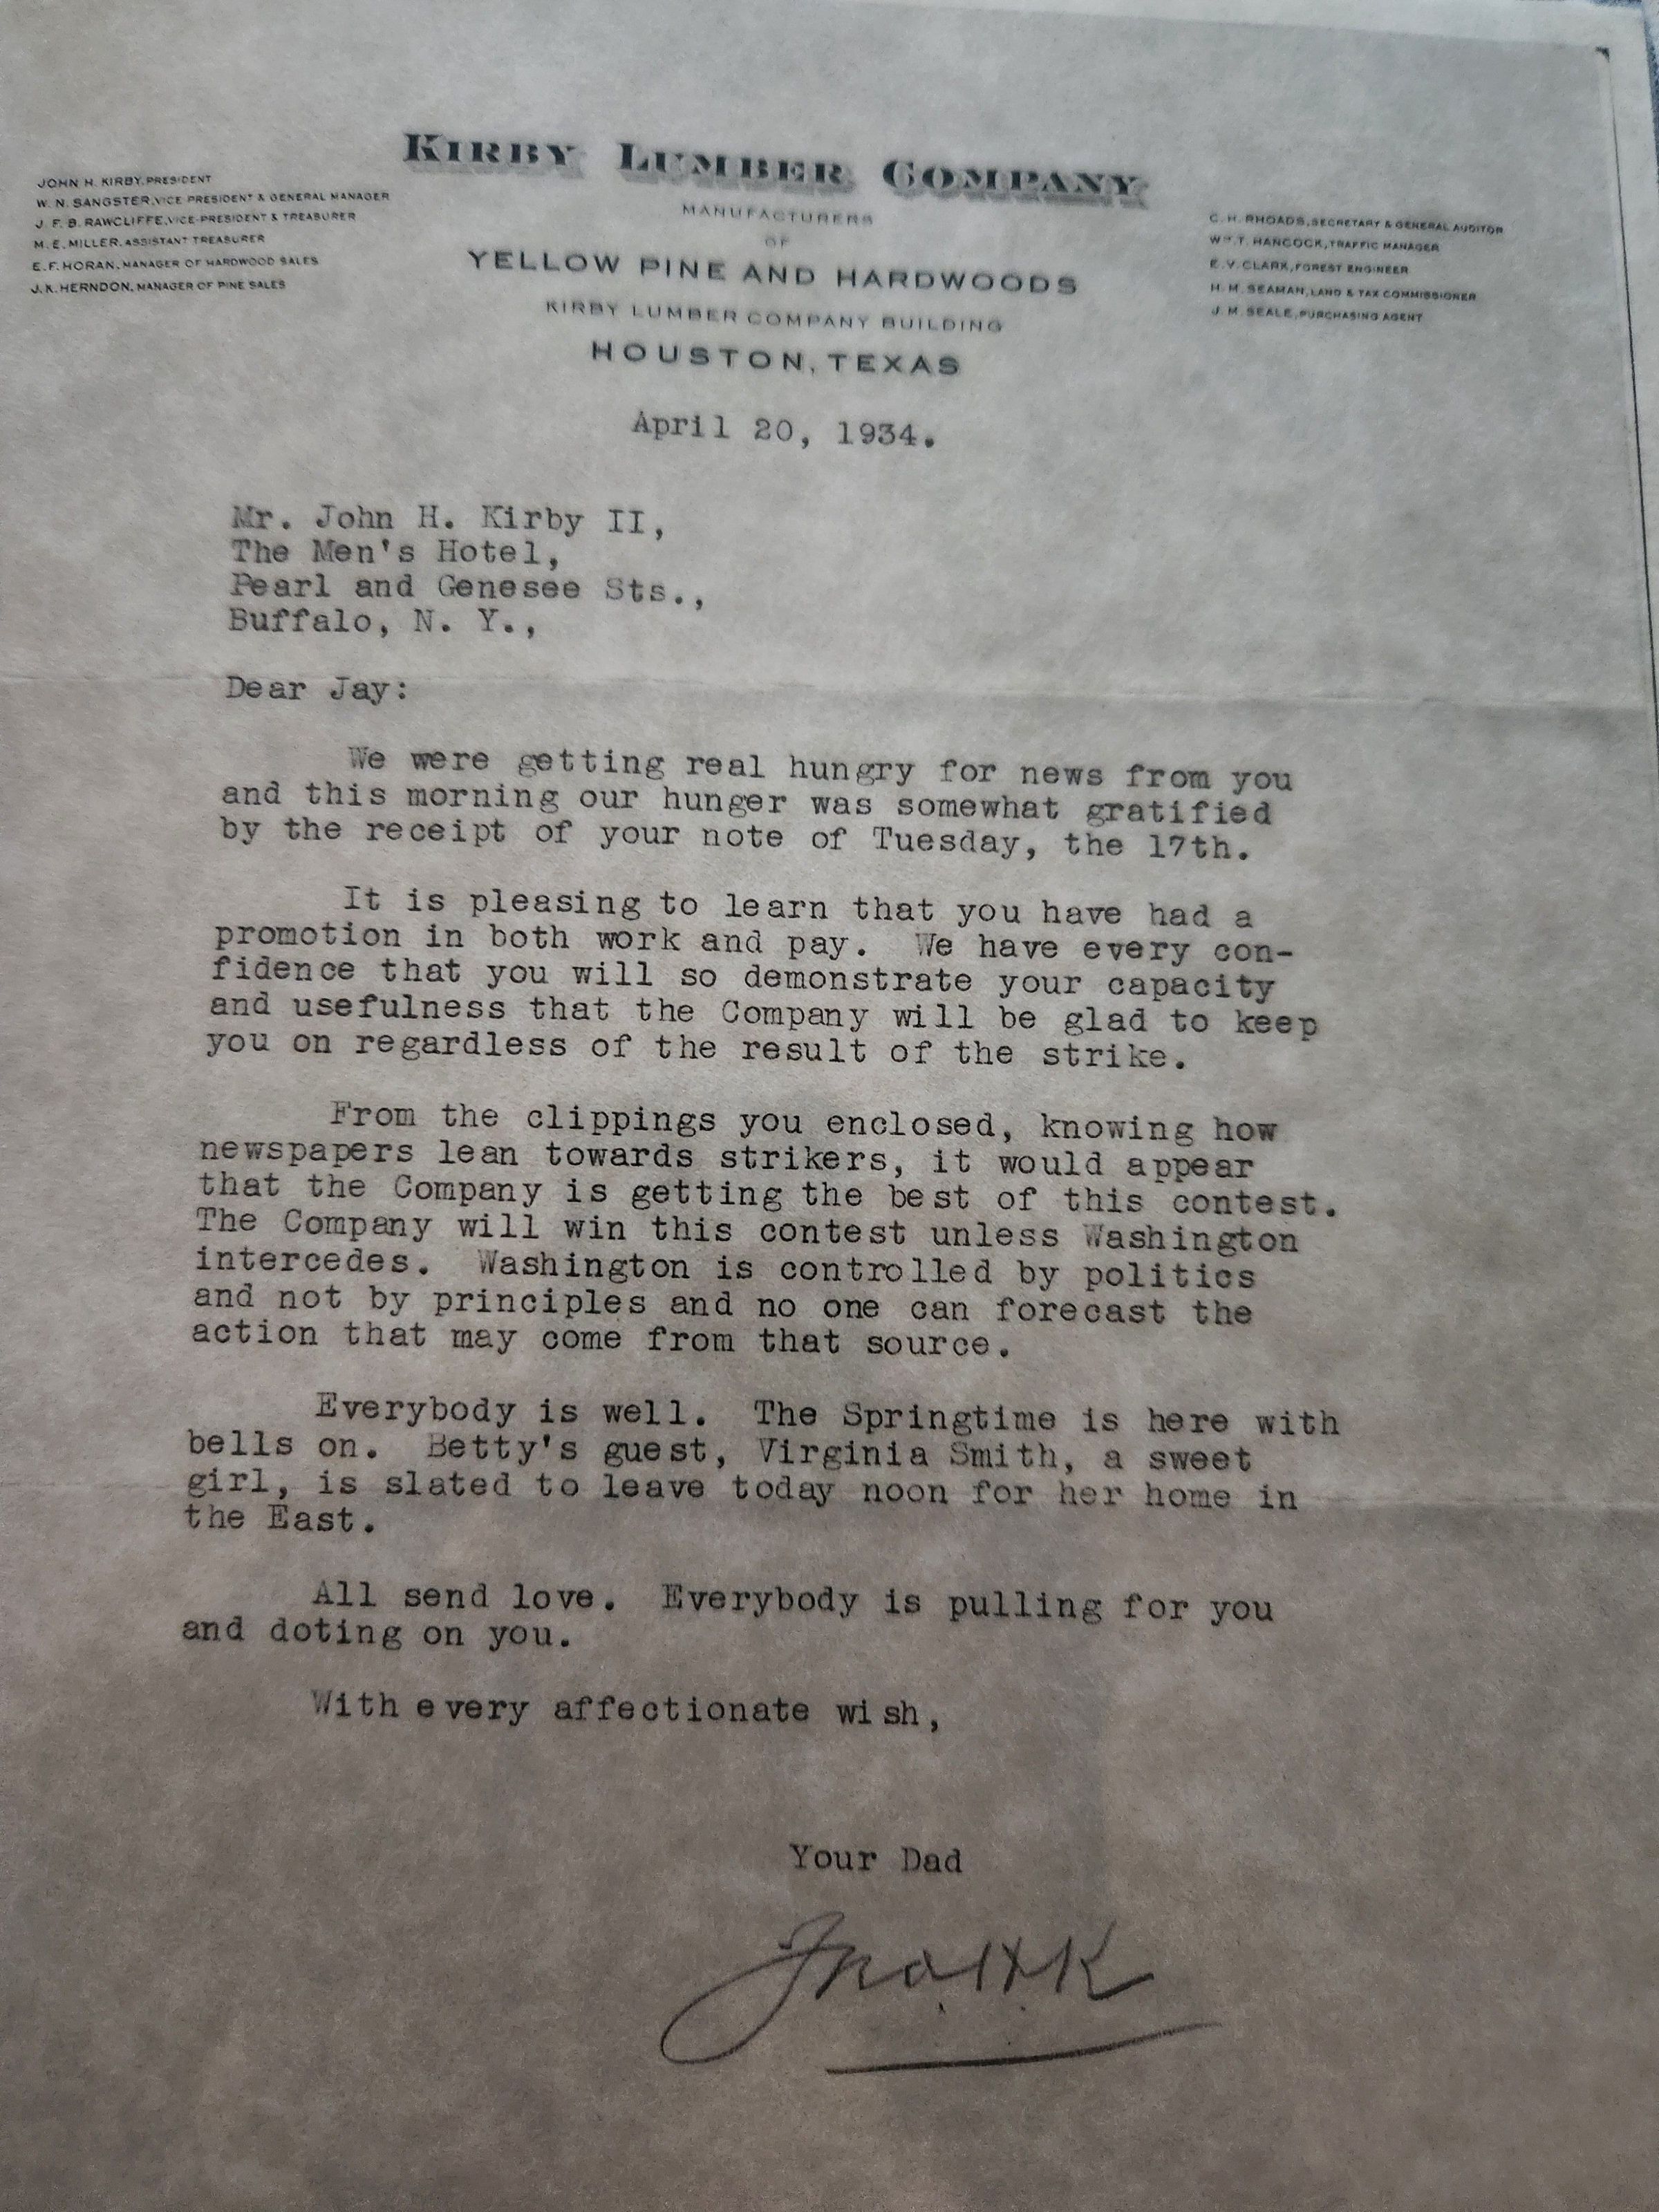 KIRBY LUMBER COMPANY
MANUFACTURERS
OF
YELLOW PINE AND HARDWOODS
KIRBY LUMBER COMPANY BUILDING
HOUSTON, TEXAS
JOHN H. KIRBY, PRESIDENT
W. N. SANGSTER, VICE PRESIDENT & GENERAL MANAGER
J. F. B. RAWCLIFFE, VICE-PRESIDENT & TREASURER
M. E. MILLER, ASSISTANT TREASURER
E. F. HORAN, MANAGER OF HARDWOOD SALES
J. K. HERNDON, MANAGER OF PINE SALES
C. H. RHOADS, SECRETARY & GENERAL AUDITOR
WM. T. HANCOCK, TRAFFIC MANAGER
E. V. CLARK, FOREST ENGINEER
H. M. SEAMAN, LAND & TAX COMMISSIONER
J. M. SEALE, PURCHASING AGENT
April 20, 1934.
Mr. John H. Kirby II,
The Men's Hotel,
Pearl and Genesee Sts.,
Buffalo, N. Y.,
Dear Jay:
We were getting real hungry for news from you
and this morning our hunger was somewhat gratified
by the receipt of your note of Tuesday, the 17th.
It is pleasing to learn that you have had a
promotion in both work and pay. We have every con-
fidence that you will so demonstrate your capacity
and usefulness that the Company will be glad to keep
you on regardless of the result of the strike.
From the clippings you enclosed, knowing how
newspapers lean towards strikers, it would appear
that the Company is getting the best of this contest.
The Company will win this contest unless Washington
intercedes. Washington is controlled by politics
and not by principles and no one can forecast the
action that may come from that source.
Everybody is well. The Springtime is here with
bells on. Betty's guest, Virginia Smith, a sweet
girl, is slated to leave today noon for her home in
the East.
All send love. Everybody is pulling for you
and doting on you.
With every affectionate wish,
Your Dad
Jno H K